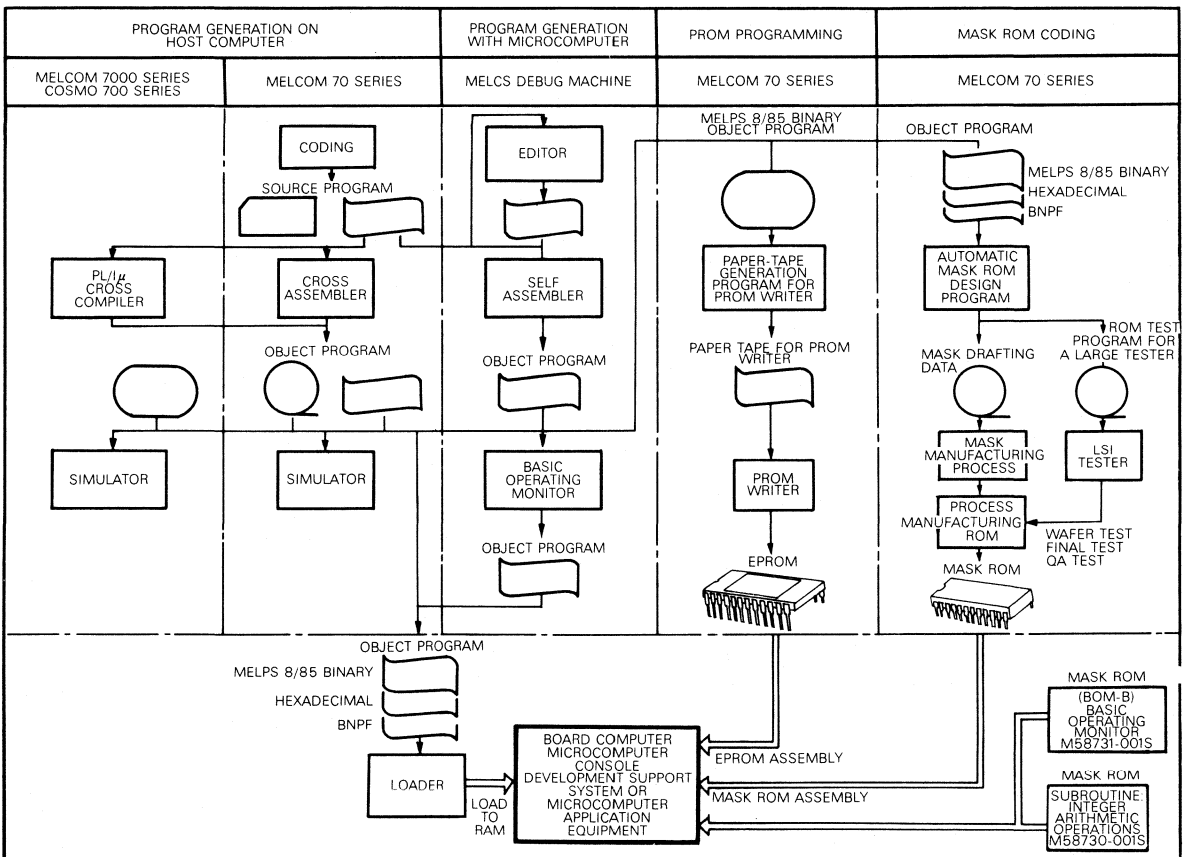 PROGRAM GENERATION ON
HOST COMPUTER
PROGRAM GENERATION
WITH MICROCOMPUTER
PROM PROGRAMMING
MASK ROM CODING
MELCOM 7000 SERIES
COSMO 700 SERIES
MELCOM 70 SERIES
MELCS DEBUG MACHINE
MELCOM 70 SERIES
MELCOM 70 SERIES
CODING
SOURCE PROGRAM
PL/Iμ
CROSS
COMPILER
CROSS
ASSEMBLER
OBJECT PROGRAM
SIMULATOR
SIMULATOR
EDITOR
SELF
ASSEMBLER
OBJECT PROGRAM
BASIC
OPERATING
MONITOR
OBJECT PROGRAM
MELPS 8/85 BINARY
OBJECT PROGRAM
PAPER-TAPE
GENERATION
PROGRAM FOR
PROM WRITER
PAPER TAPE FOR PROM
WRITER
PROM
WRITER
EPROM
OBJECT PROGRAM
MELPS 8/85 BINARY
HEXADECIMAL
BNPF
AUTOMATIC
MASK ROM
DESIGN
PROGRAM
MASK DRAFTING
DATA
ROM TEST
PROGRAM FOR
A LARGE TESTER
MASK
MANUFACTURING
PROCESS
LSI
TESTER
PROCESS
MANUFACTURING
ROM
WAFER TEST
FINAL TEST
QA TEST
MASK ROM
OBJECT PROGRAM
MELPS 8/85 BINARY
HEXADECIMAL
BNPF
LOADER
LOAD
TO
RAM
BOARD COMPUTER
MICROCOMPUTER
CONSOLE
DEVELOPMENT SUPPORT
SYSTEM OR
MICROCOMPUTER
APPLICATION
EQUIPMENT
EPROM ASSEMBLY
MASK ROM ASSEMBLY
MASK ROM
(BOM-B)
BASIC
OPERATING
MONITOR
M58731-001S
MASK ROM
SUBROUTINE:
INTEGER
ARITHMETIC
OPERATIONS
M58730-001S